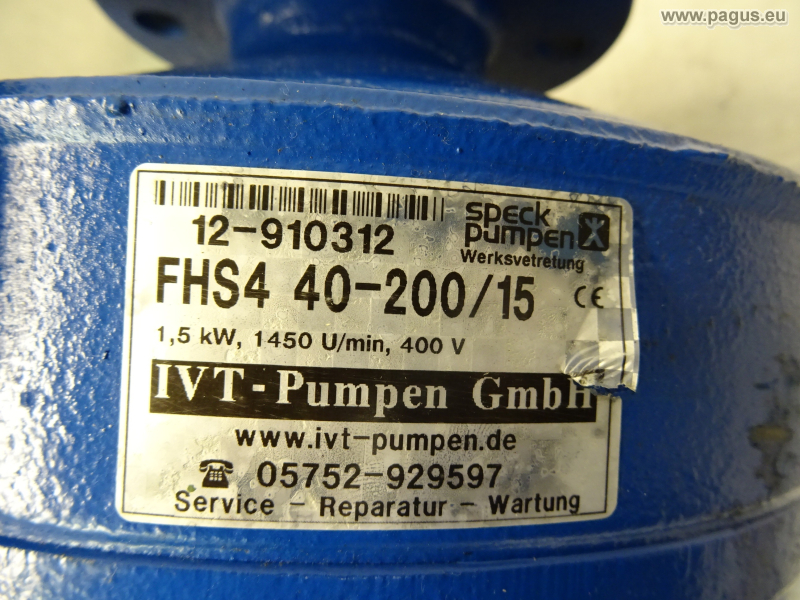 www.pagus.eu
speck
pumpen
12-910312
Werksvetretung
FHS4 40-200/15 CE
1,5 kW, 1450 U/min, 400 V
IVT-Pumpen GmbH
www.ivt-pumpen.de
☎ 05752-929597
Service - Reparatur - Wartung